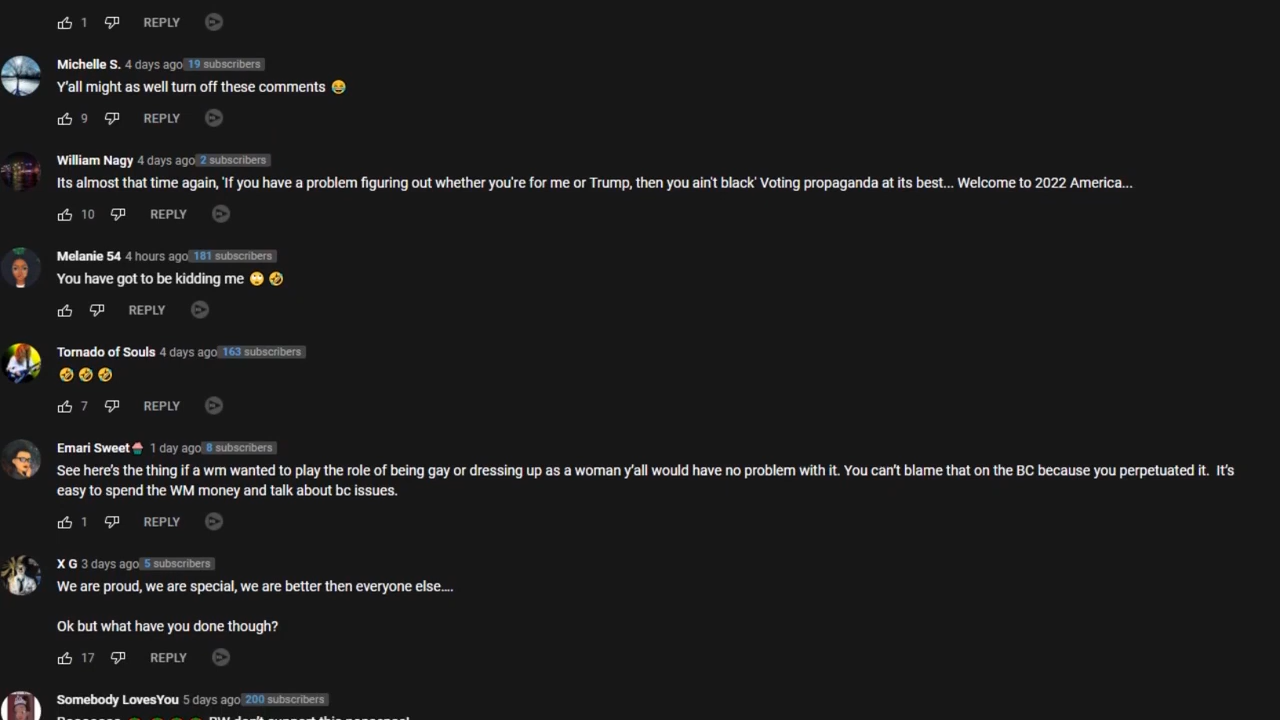 1 REPLY
Michelle S. 4 days ago 19 subscribers
Y'all might as well turn off these comments 😂
9 REPLY
William Nagy 4 days ago 2 subscribers
Its almost that time again, 'If you have a problem figuring out whether you're for me or Trump, then you ain't black' Voting propaganda at its best... Welcome to 2022 America...
10 REPLY
Melanie 54 4 hours ago 181 subscribers
You have got to be kidding me 🙄 🤣
REPLY
Tornado of Souls 4 days ago 163 subscribers
🤣 🤣 🤣
7 REPLY
Emari Sweet🧁 1 day ago 8 subscribers
See here's the thing if a wm wanted to play the role of being gay or dressing up as a woman y'all would have no problem with it. You can't blame that on the BC because you perpetuated it. It's
easy to spend the WM money and talk about bc issues.
1 REPLY
X G 3 days ago 5 subscribers
We are proud, we are special, we are better then everyone else....
Ok but what have you done though?
17 REPLY
Somebody LovesYou 5 days ago 200 subscribers
BW don't support this nonsense!